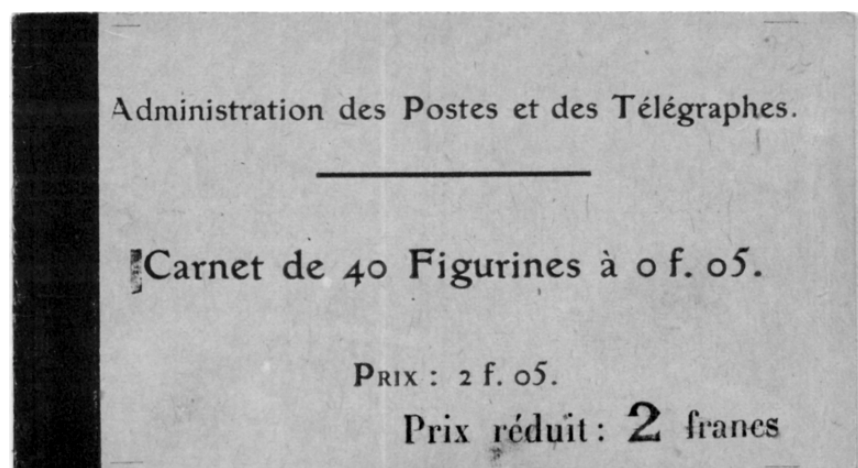 Administration des Postes et des Télégraphes.
Carnet de 40 Figurines à 0 f. 05.
PRIX : 2 f. 05.
Prix réduit : 2 francs